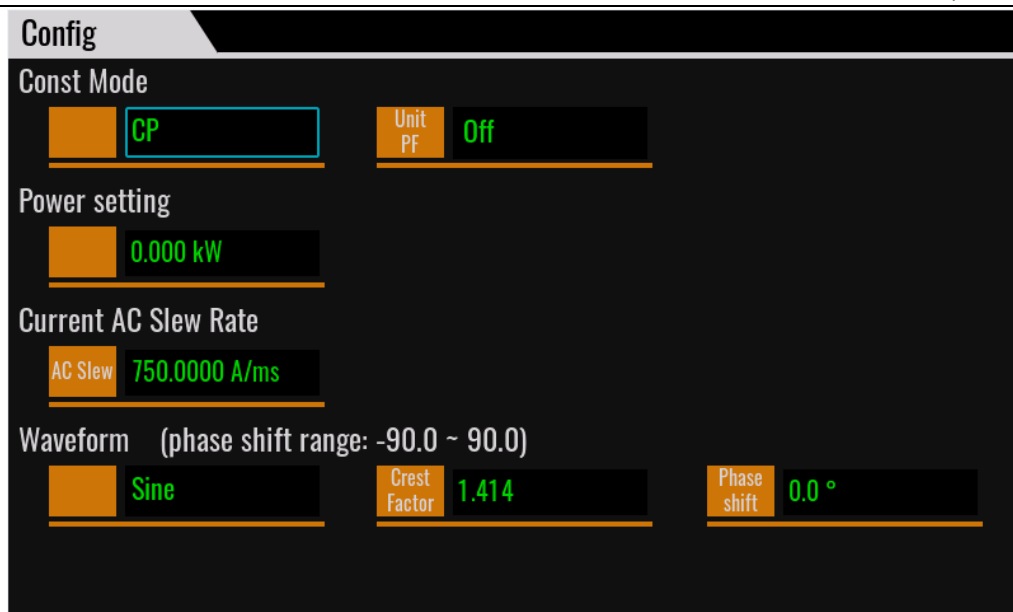 Config
Const Mode
CP
Unit
PF
Off
Power setting
0.000 kW
Current AC Slew Rate
AC Slew
750.0000 A/ms
Waveform (phase shift range: -90.0 ~ 90.0)
Sine
Crest
Factor
1.414
Phase
shift
0.0 °